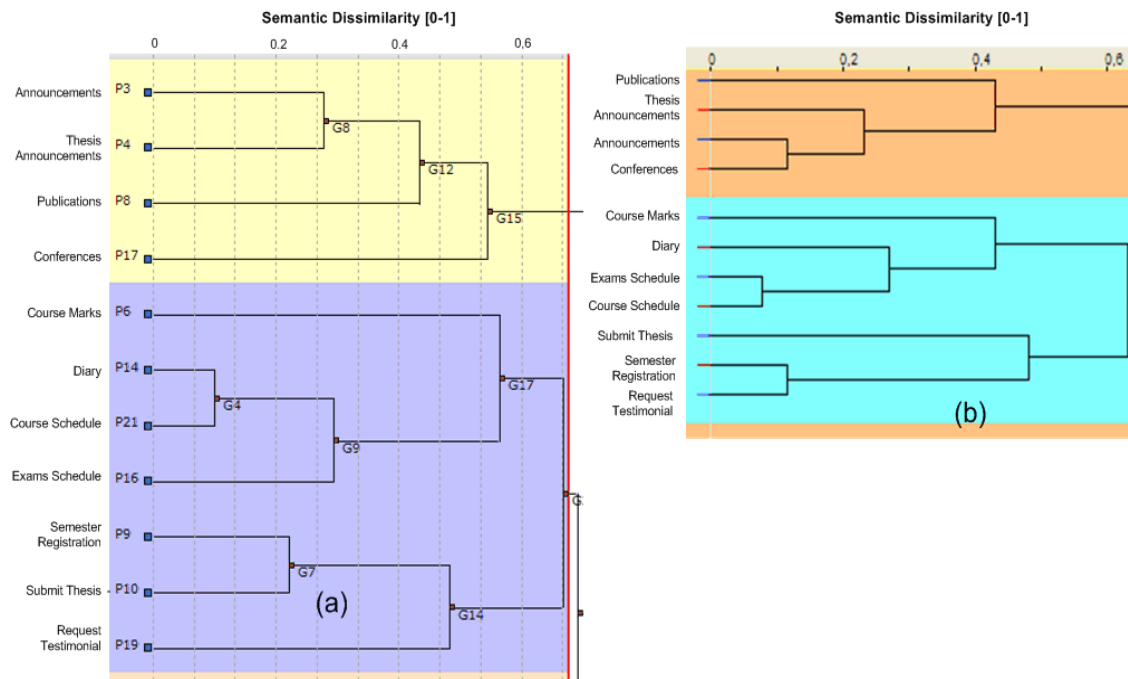 Semantic Dissimilarity [0-1]
0
0.2
0.4
0,6
Announcements P3
G8
Thesis
Announcements
P4
G12
Publications P8
G15
Conferences P17
Course Marks P6
G17
Diary P14
G4
Course Schedule P21
G9
Exams Schedule P16
Semester
Registration
P9
G7
(a)
Submit Thesis P10
G14
Request
Testimonial
P19
Semantic Dissimilarity [0-1]
0
0,2
0,4
Publications
Thesis
Announcements
Announcements
Conferences
Course Marks
Diary
Exams Schedule
Course Schedule
Submit Thesis
Semester
Registration
Request
Testimonial
(b)